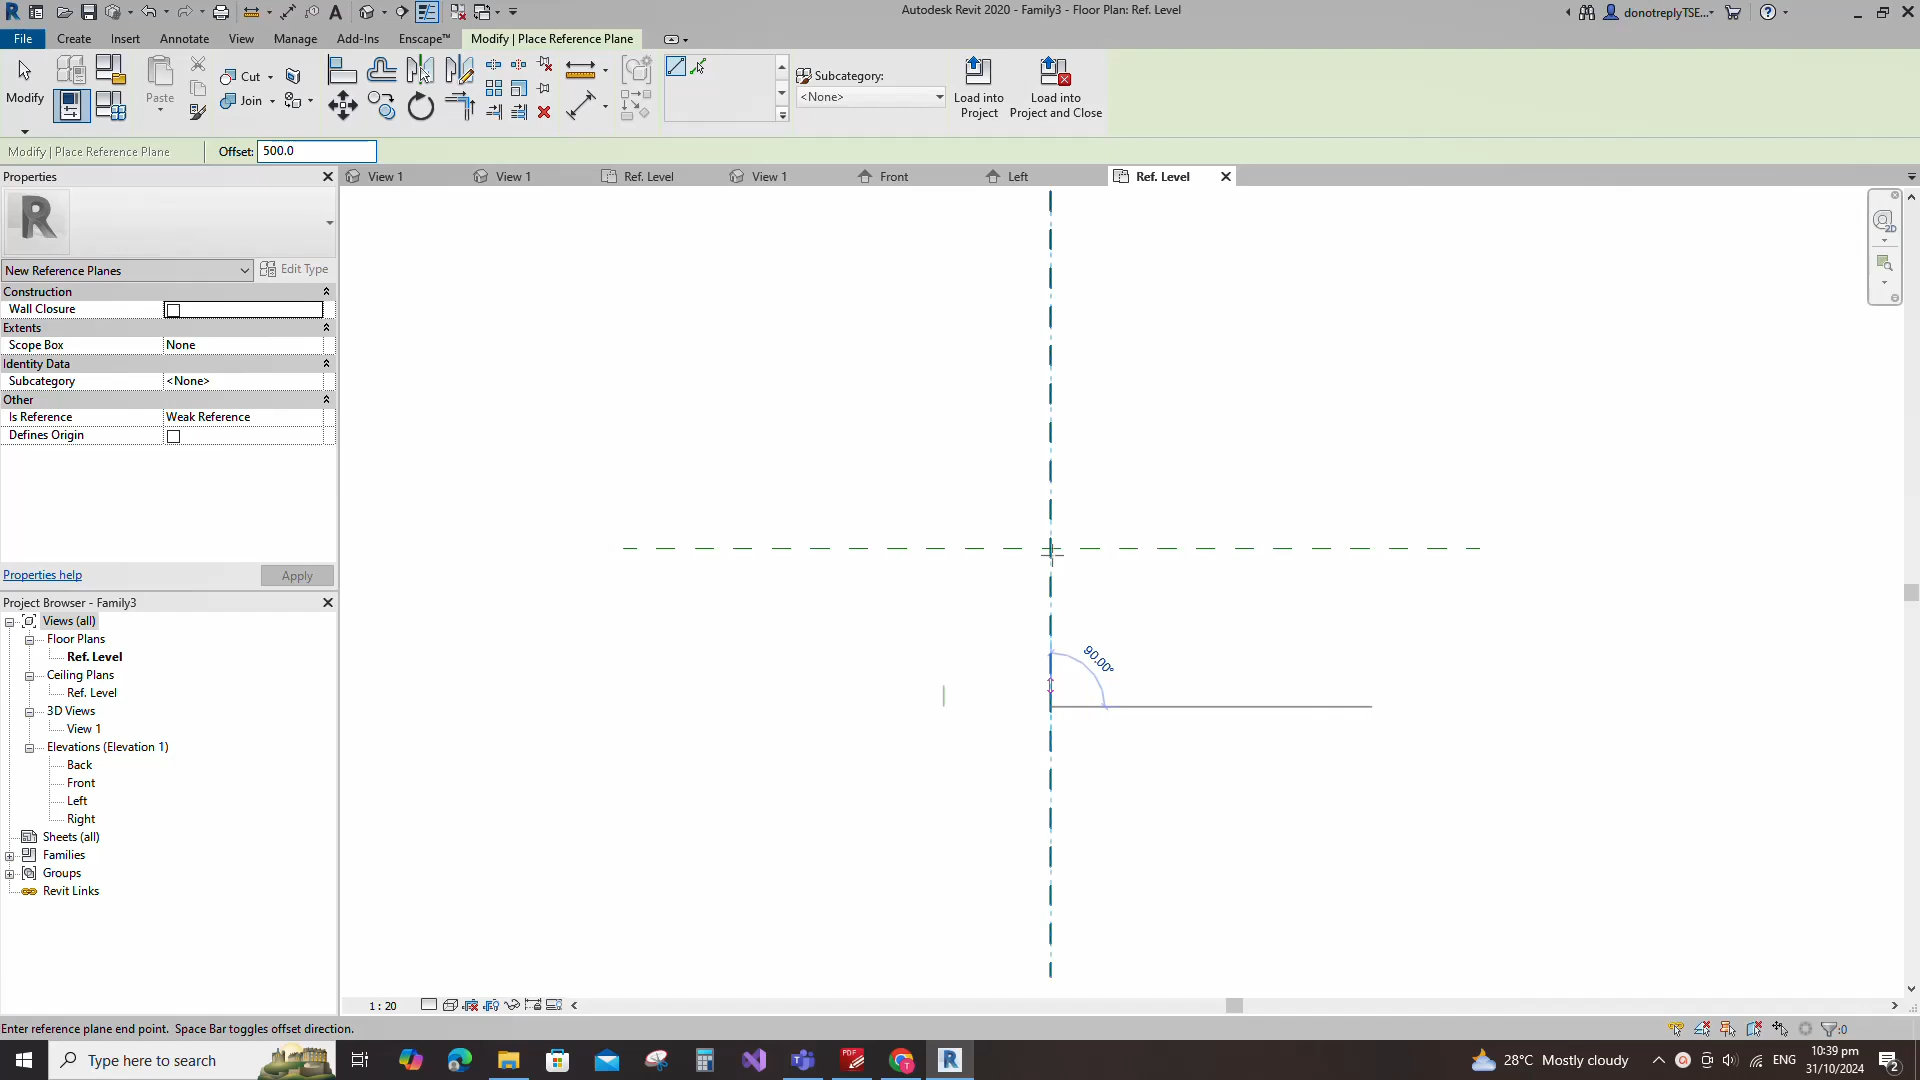 Autodesk Revit 2020 - Family3 - Floor Plan: Ref. Level
donotreplyTSE...
File Create Insert Annotate View Manage Add-Ins Enscape™ Modify | Place Reference Plane
Modify
Paste
Cut
Join
Subcategory:
<None>
Load into
Project
Load into
Project and Close
Modify | Place Reference Plane
Offset: 500.0
Properties
View 1 View 1 Ref. Level View 1 Front Left Ref. Level
R
New Reference Planes
Edit Type
Construction
Wall Closure
Extents
Scope Box None
Identity Data
Subcategory <None>
Other
Is Reference Weak Reference
Defines Origin
Properties help
Apply
Project Browser - Family3
Views (all)
Floor Plans
Ref. Level
Ceiling Plans
Ref. Level
3D Views
View 1
Elevations (Elevation 1)
Back
Front
Left
Right
Sheets (all)
Families
Groups
Revit Links
2D
90.00°
1 : 20
Enter reference plane end point. Space Bar toggles offset direction.
:0
Type here to search
28°C Mostly cloudy
ENG
10:39 pm
31/10/2024
2